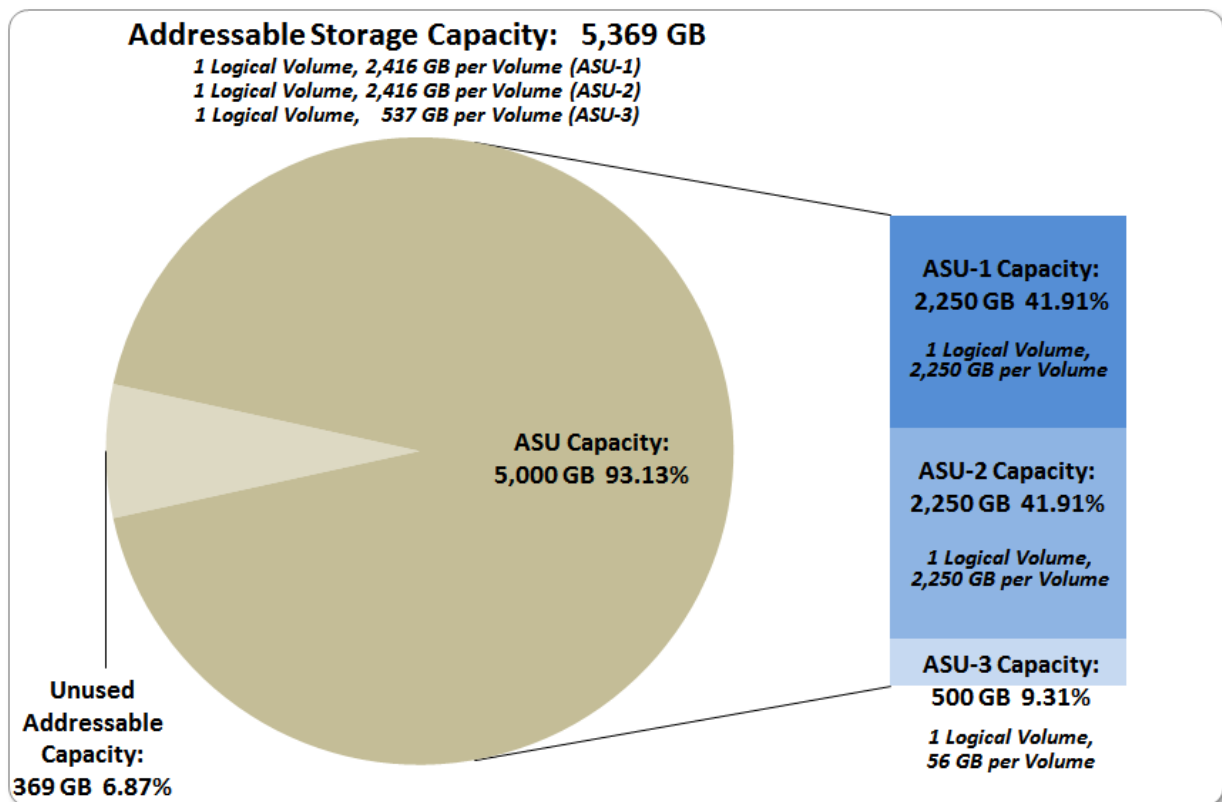 Addressable Storage Capacity: 5,369 GB
1 Logical Volume, 2,416 GB per Volume (ASU-1)
1 Logical Volume, 2,416 GB per Volume (ASU-2)
1 Logical Volume, 537 GB per Volume (ASU-3)
ASU Capacity:
5,000 GB 93.13%
Unused
Addressable
Capacity:
369 GB 6.87%
ASU-1 Capacity:
2,250 GB 41.91%
1 Logical Volume,
2,250 GB per Volume
ASU-2 Capacity:
2,250 GB 41.91%
1 Logical Volume,
2,250 GB per Volume
ASU-3 Capacity:
500 GB 9.31%
1 Logical Volume,
56 GB per Volume